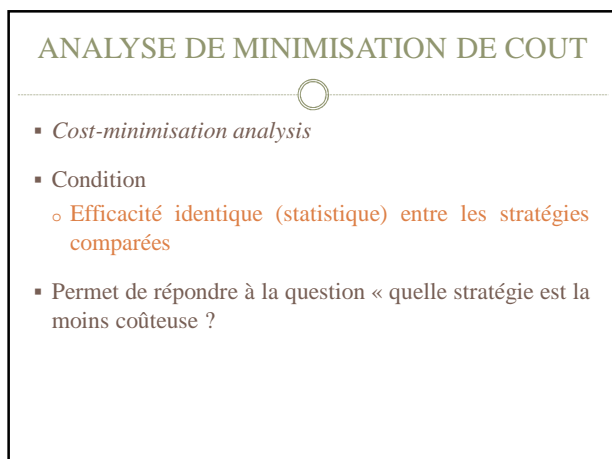 ANALYSE DE MINIMISATION DE COUT
▪ Cost-minimisation analysis
▪ Condition
o Efficacité identique (statistique) entre les stratégies
comparées
▪ Permet de répondre à la question « quelle stratégie est la
moins coûteuse ?